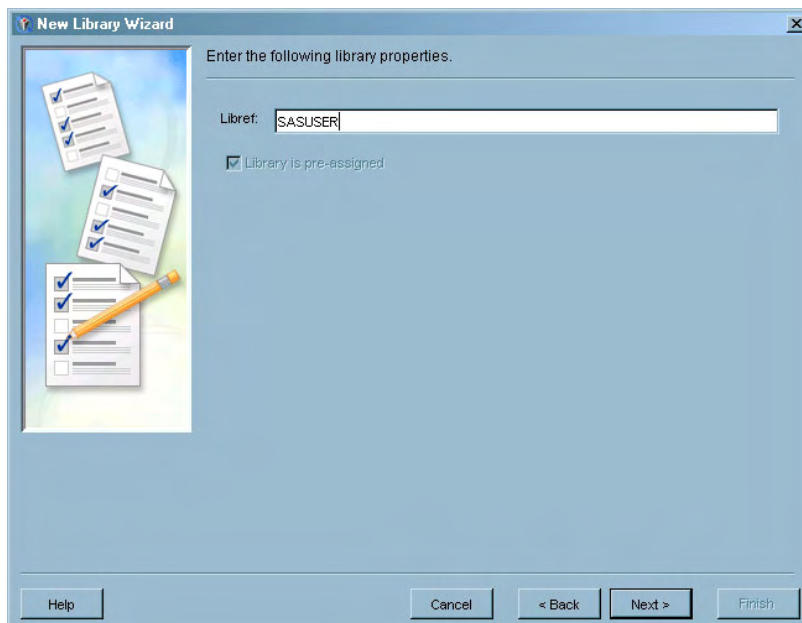 New Library Wizard
Enter the following library properties.
Libref: SASUSER
Library is pre-assigned
Help Cancel < Back Next > Finish